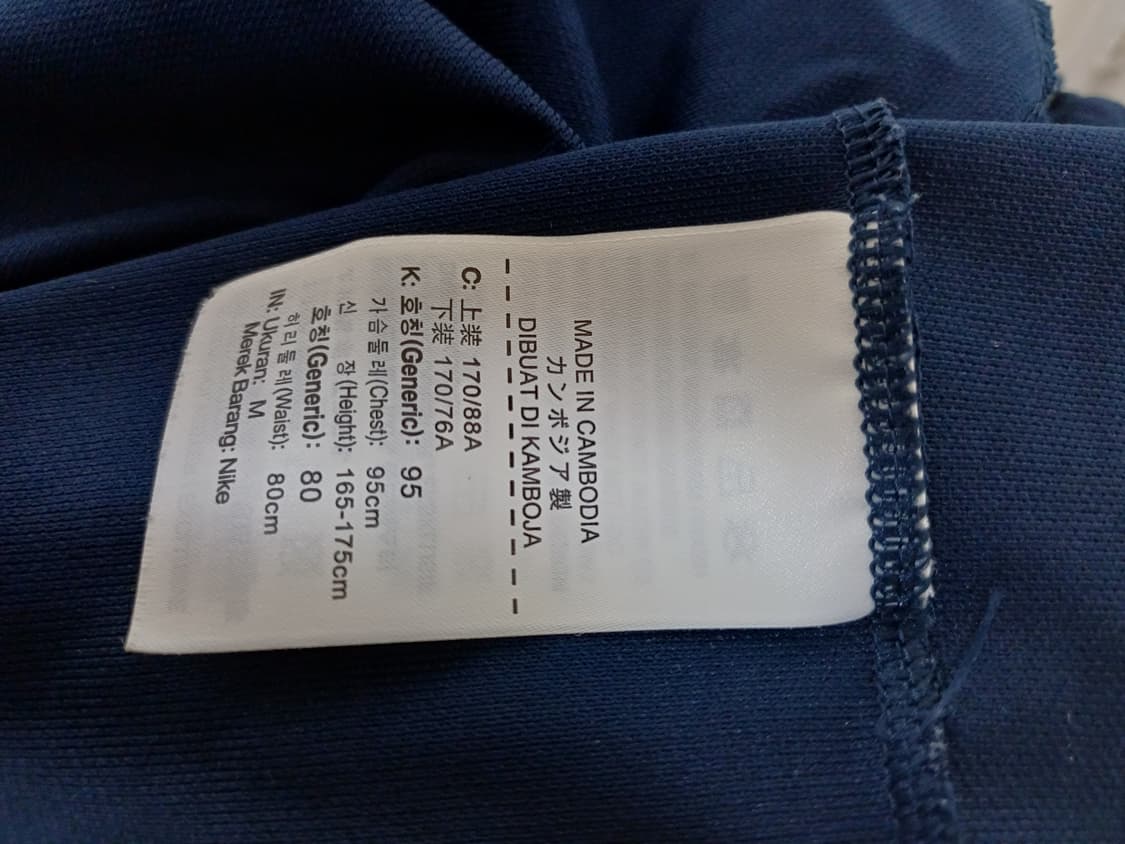 MADE IN CAMBODIA
カンボジア製
DIBUAT DI KAMBOJA
C: 上装 170/88A
下装 170/76A
K: 호칭(Generic): 95
가슴둘레(Chest): 95cm
신 장(Height): 165-175cm
호칭(Generic): 80
허리둘레(Waist): 80cm
IN: Ukuran: M
Merek Barang: Nike